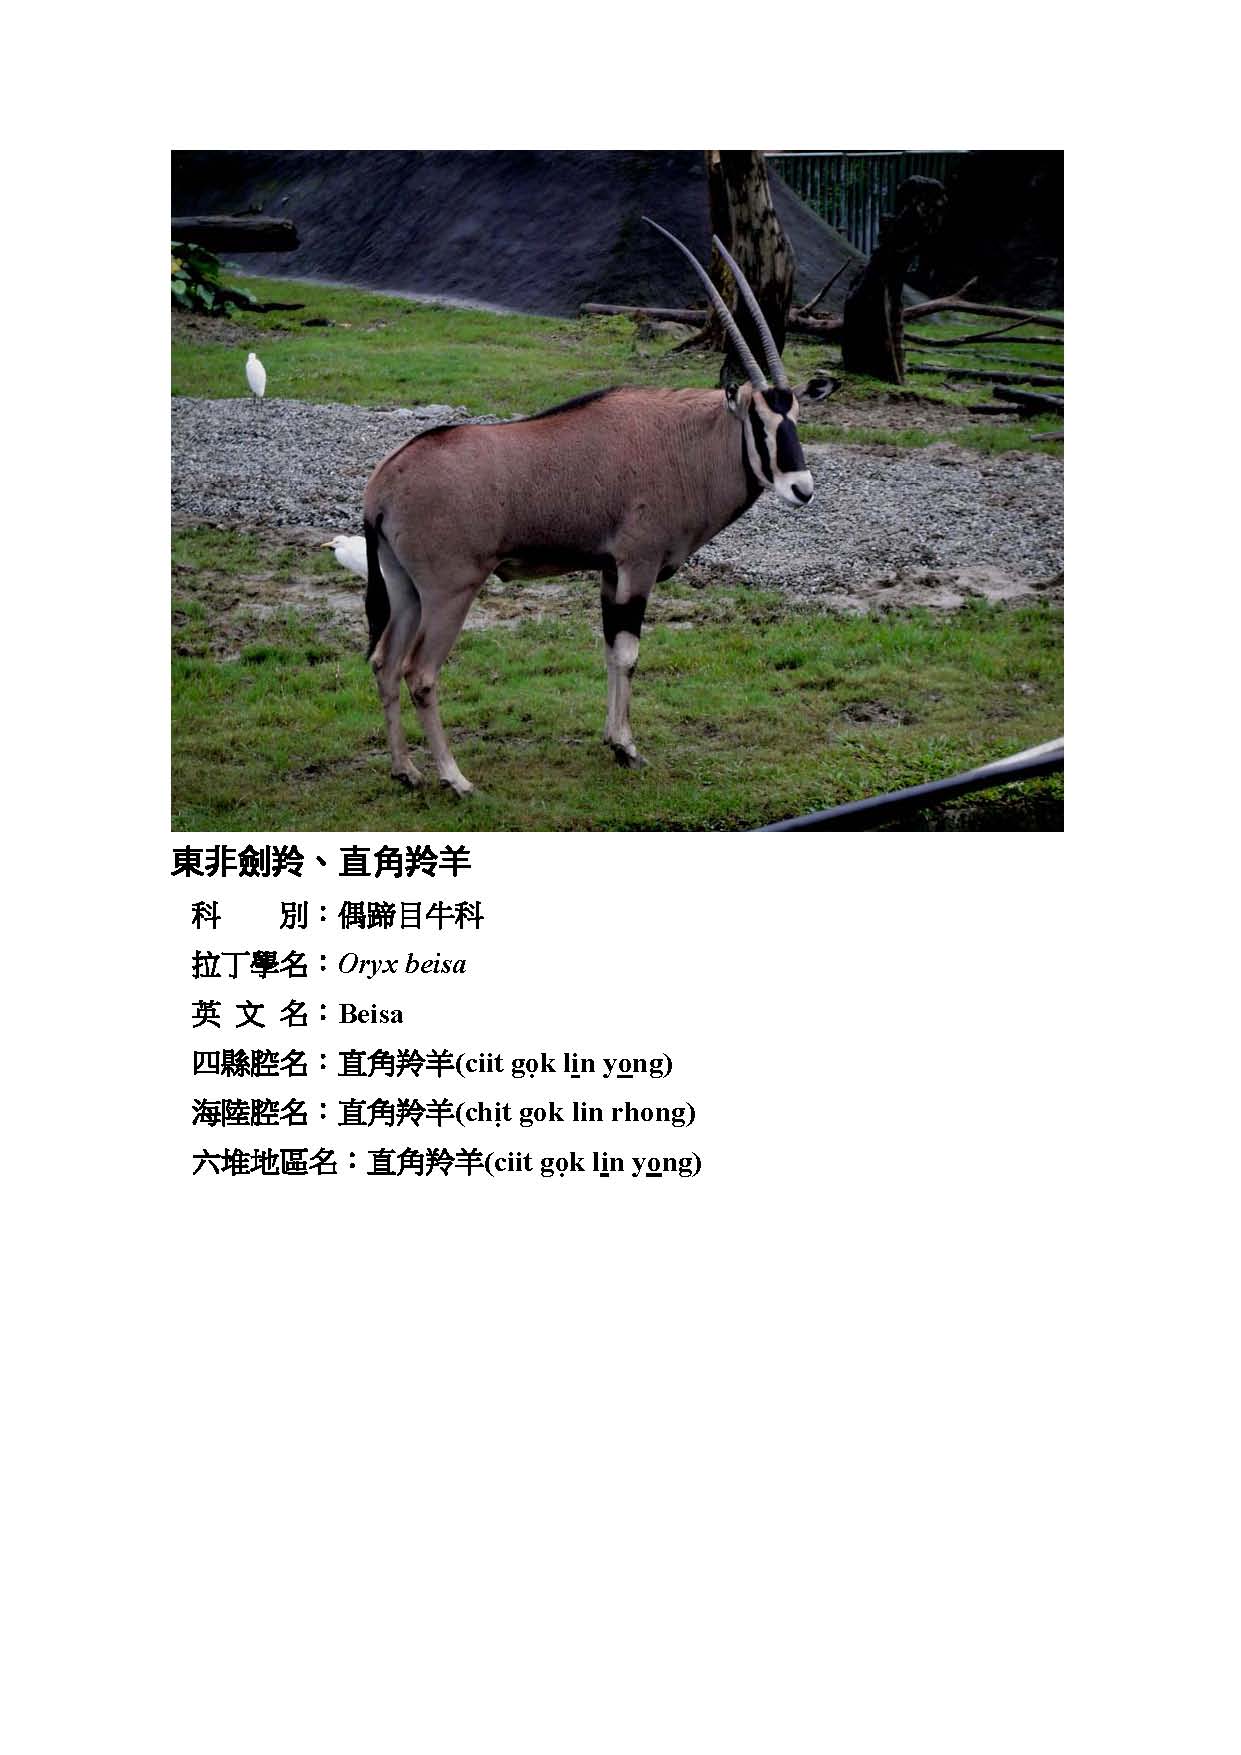 東非劍羚、直角羚羊
科　　別：偶蹄目牛科
拉丁學名：Oryx beisa
英 文 名：Beisa
四縣腔名：直角羚羊(ciit gọk li̲n yo̲ng)
海陸腔名：直角羚羊(chịt gok lin rhong)
六堆地區名：直角羚羊(ciit gọk li̲n yo̲ng)